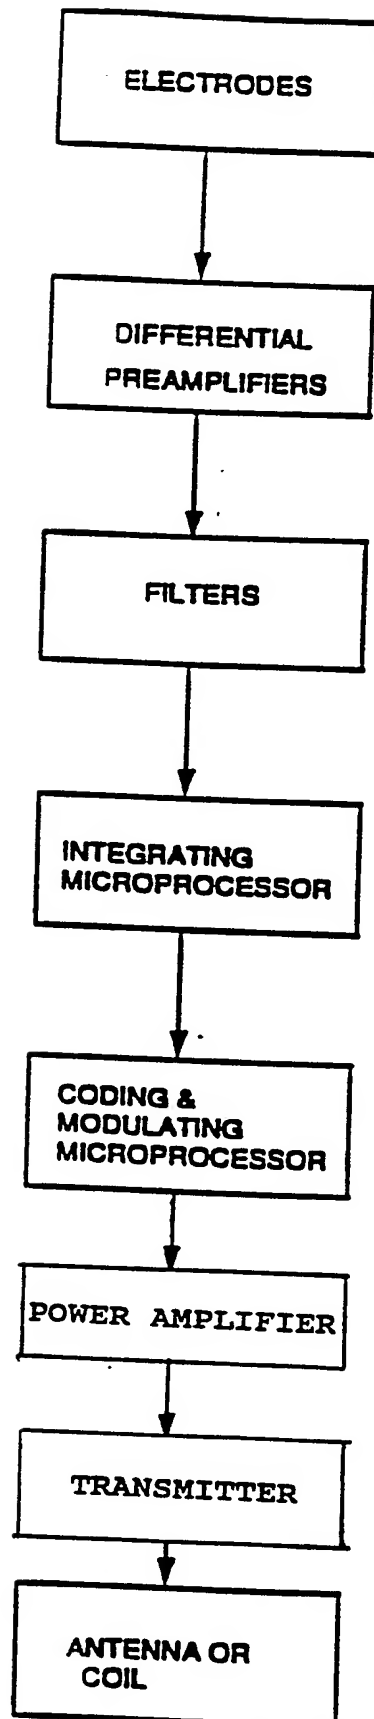 ELECTRODES
DIFFERENTIAL
PREAMPLIFIERS
FILTERS
INTEGRATING
MICROPROCESSOR
CODING &
MODULATING
MICROPROCESSOR
POWER AMPLIFIER
TRANSMITTER
ANTENNA OR
COIL